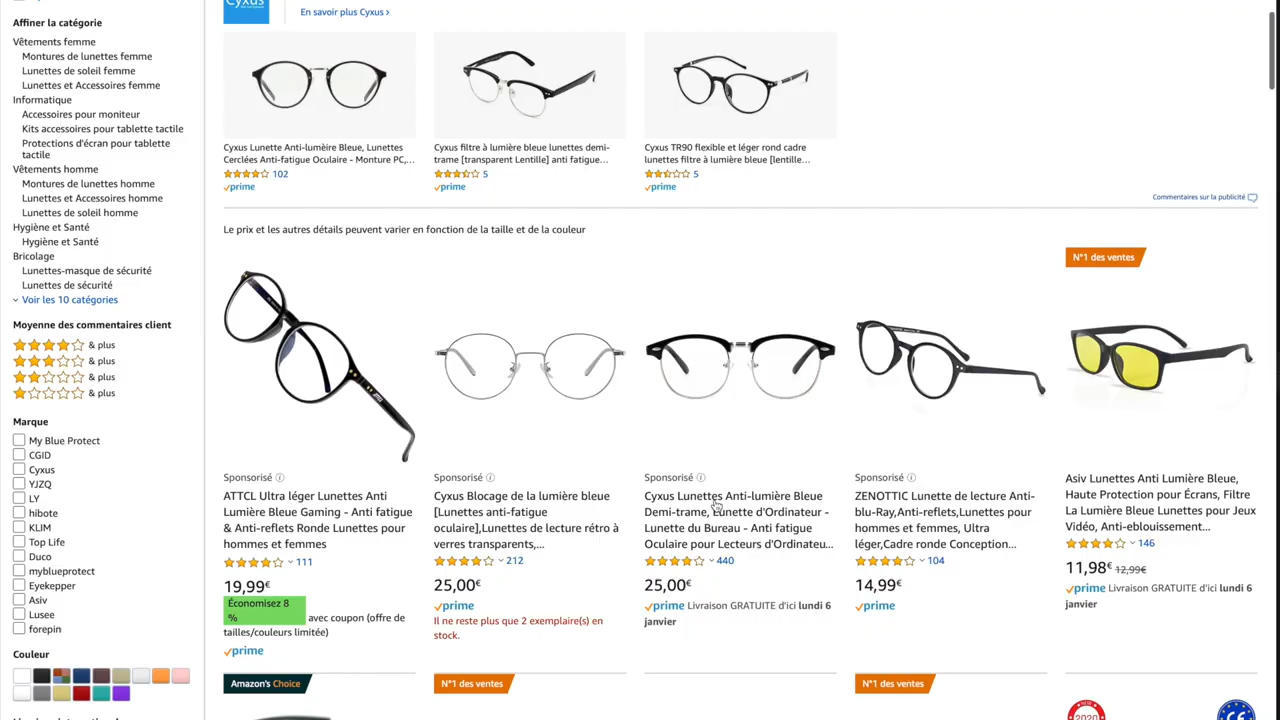 Affiner la catégorie
Vêtements femme
Montures de lunettes femme
Lunettes de soleil femme
Lunettes et Accessoires femme
Informatique
Accessoires pour moniteur
Kits accessoires pour tablette tactile
Protections d'écran pour tablette
tactile
Vêtements homme
Montures de lunettes homme
Lunettes et Accessoires homme
Lunettes de soleil homme
Hygiène et Santé
Hygiène et Santé
Bricolage
Lunettes-masque de sécurité
Lunettes de sécurité
Voir les 10 catégories
Moyenne des commentaires client
& plus
& plus
& plus
& plus
Marque
My Blue Protect
CGID
Cyxus
YJZQ
LY
hibote
KLIM
Top Life
Duco
myblueprotect
Eyekepper
Asiv
Lusee
forepin
Couleur
Cyxus
En savoir plus Cyxus ›
Cyxus Lunette Anti-lumèire Bleue, Lunettes
Cerclées Anti-fatigue Oculaire - Monture PC,...
102
prime
Cyxus filtre à lumière bleue lunettes demi-
trame [transparent Lentille] anti fatigue...
5
prime
Cyxus TR90 flexible et léger rond cadre
lunettes filtre à lumière bleue [lentille...
5
prime
Commentaires sur la publicité
Le prix et les autres détails peuvent varier en fonction de la taille et de la couleur
Sponsorisé
ATTCL Ultra léger Lunettes Anti
Lumière Bleue Gaming - Anti fatigue
& Anti-reflets Ronde Lunettes pour
hommes et femmes
111
19,99€
Économisez 8
% avec coupon (offre de
tailles/couleurs limitée)
prime
Sponsorisé
Cyxus Blocage de la lumière bleue
[Lunettes anti-fatigue
oculaire],Lunettes de lecture rétro à
verres transparents,...
212
25,00€
prime
Il ne reste plus que 2 exemplaire(s) en
stock.
Sponsorisé
Cyxus Lunettes Anti-lumière Bleue
Demi-trame, Lunette d'Ordinateur -
Lunette du Bureau - Anti fatigue
Oculaire pour Lecteurs d'Ordinateu...
440
25,00€
prime Livraison GRATUITE d'ici lundi 6
janvier
Sponsorisé
ZENOTTIC Lunette de lecture Anti-
blu-Ray,Anti-reflets,Lunettes pour
hommes et femmes, Ultra
léger,Cadre ronde Conception...
104
14,99€
prime
N°1 des ventes
Asiv Lunettes Anti Lumière Bleue,
Haute Protection pour Écrans, Filtre
La Lumière Bleue Lunettes pour Jeux
Vidéo, Anti-eblouissement...
146
11,98€ 12,99€
prime Livraison GRATUITE d'ici lundi 6
janvier
Amazon's Choice
N°1 des ventes
N°1 des ventes
2020